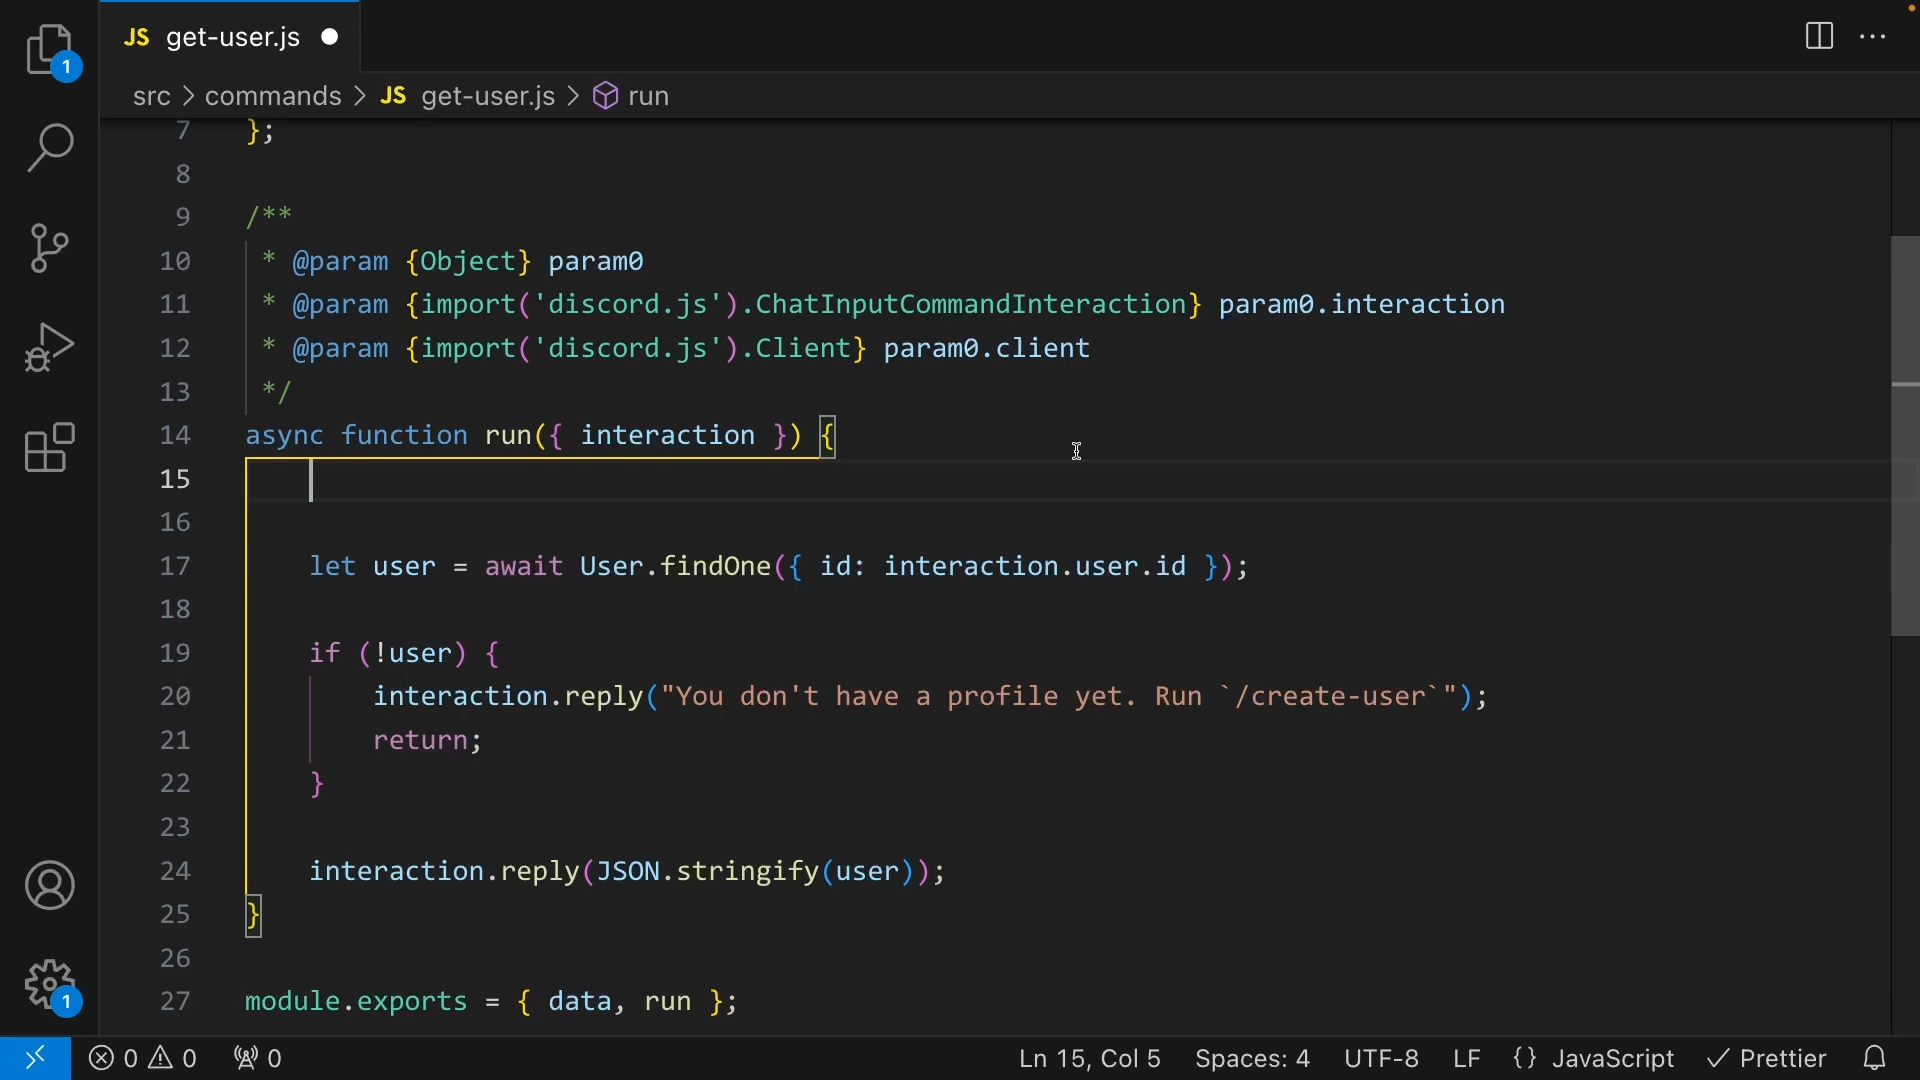 JS get-user.js
1
src > commands > JS get-user.js > run
7 };
8
9 /**
10 * @param {Object} param0
11 * @param {import('discord.js').ChatInputCommandInteraction} param0.interaction
12 * @param {import('discord.js').Client} param0.client
13 */
14 async function run({ interaction }) {
15
16
17 let user = await User.findOne({ id: interaction.user.id });
18
19 if (!user) {
20 interaction.reply("You don't have a profile yet. Run `/create-user`");
21 return;
22 }
23
24 interaction.reply(JSON.stringify(user));
25 }
26
27 module.exports = { data, run };
1
0 0 0 Ln 15, Col 5 Spaces: 4 UTF-8 LF {} JavaScript Prettier